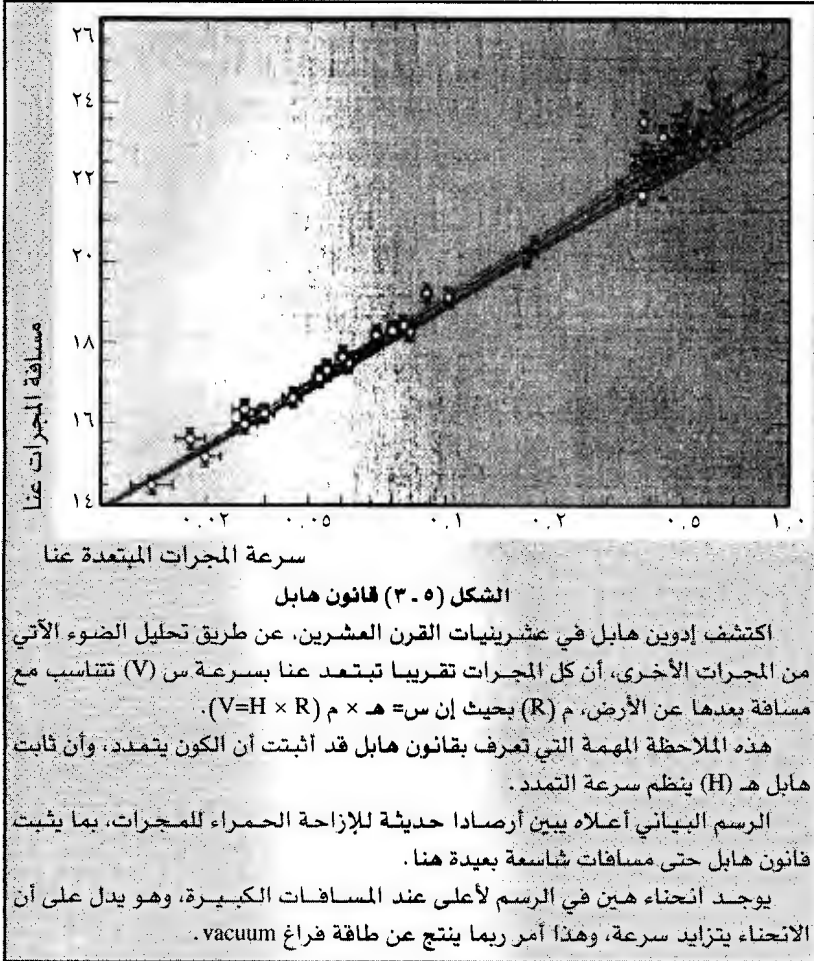 ٢٦
٢٤
٢٢
٢٠
١٨
١٦
١٤
مسافة المجرات عنا
٠.٠٢ ٠.٠٥ ٠.١ ٠.٢ ٠.٥ ١.٠
سرعة المجرات المبتعدة عنا
الشكل (٥ ـ ٣) قانون هابل
اكتشف إدوين هابل في عشرينيات القرن العشرين، عن طريق تحليل الضوء الآتي
من المجرات الأخرى، أن كل المجرات تقريبا تبتعد عنا بسرعة س (V) تتناسب مع
مسافة بعدها عن الأرض، م (R) بحيث إن س= هـ × م (V=H × R).
هذه الملاحظة المهمة التي تعرف بقانون هابل قد أثبتت أن الكون يتمدد، وأن ثابت
هابل هـ (H) ينظم سرعة التمدد.
الرسم البياني أعلاه يبين أرصادا حديثة للإزاحة الحمراء للمجرات، بما يثبت
قانون هابل حتى مسافات شاسعة بعيدة هنا.
يوجد انحناء هين في الرسم لأعلى عند المسافات الكبيرة، وهو يدل على أن
الانحناء يتزايد سرعة، وهذا أمر ربما ينتج عن طاقة فراغ vacuum.